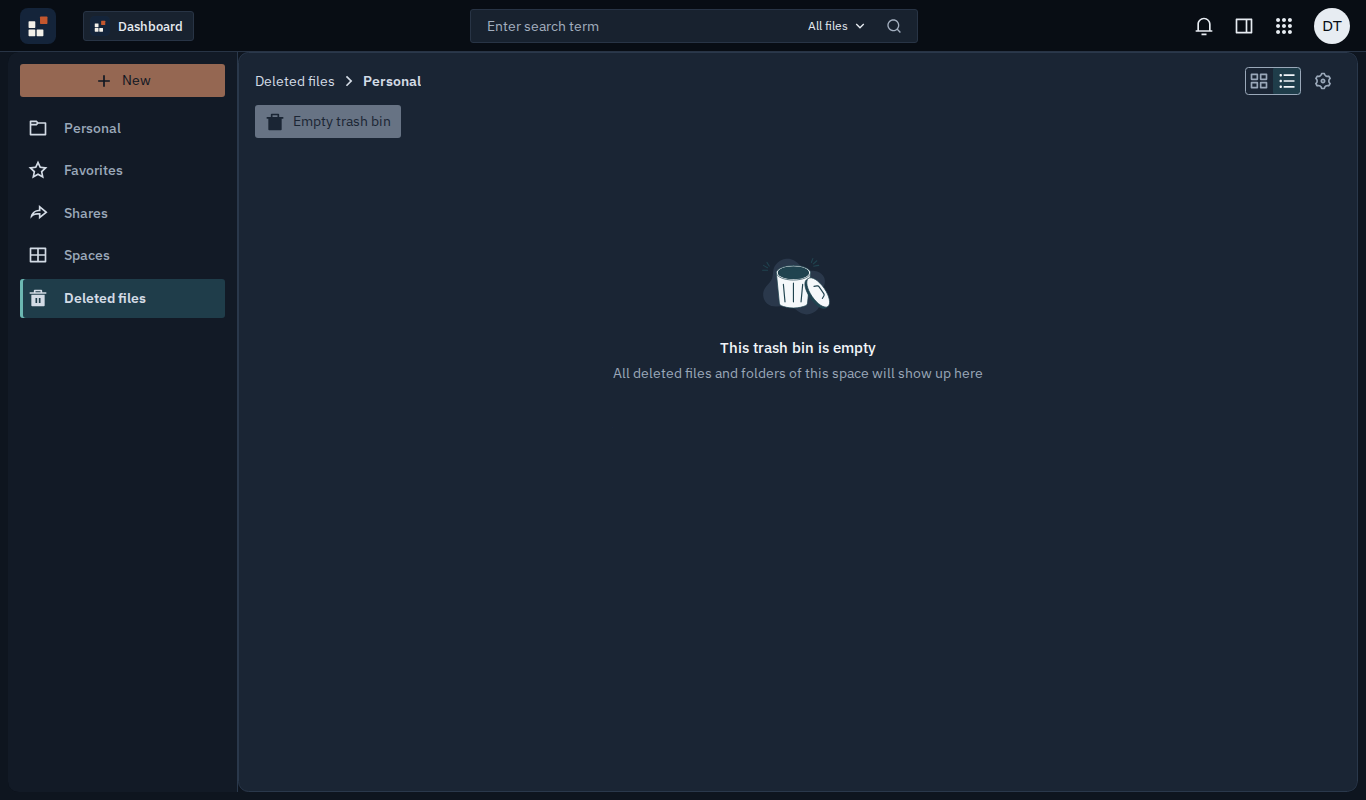 Dashboard
Enter search term
All files
DT
New
Personal
Favorites
Shares
Spaces
Deleted files
Deleted files
Personal
Empty trash bin
This trash bin is empty
All deleted files and folders of this space will show up here